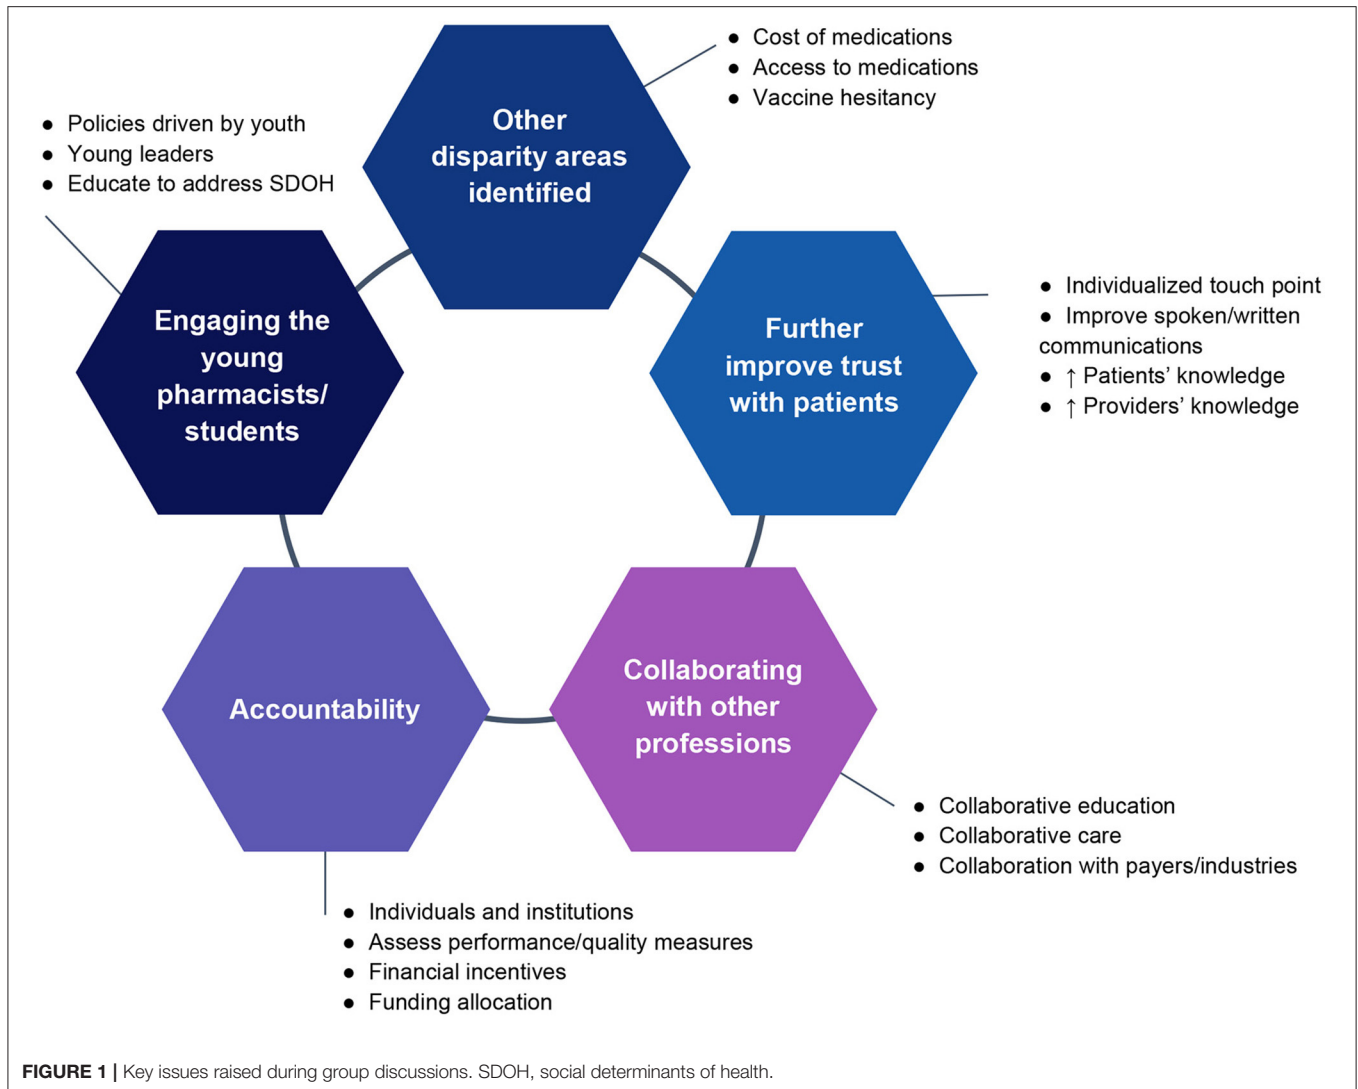 Other
disparity areas
identified
● Cost of medications
● Access to medications
● Vaccine hesitancy
Further
improve trust
with patients
● Individualized touch point
● Improve spoken/written
communications
● ↑ Patients’ knowledge
● ↑ Providers’ knowledge
Collaborating
with other
professions
● Collaborative education
● Collaborative care
● Collaboration with payers/industries
Accountability
● Individuals and institutions
● Assess performance/quality measures
● Financial incentives
● Funding allocation
Engaging the
young
pharmacists/
students
● Policies driven by youth
● Young leaders
● Educate to address SDOH
FIGURE 1 | Key issues raised during group discussions. SDOH, social determinants of health.